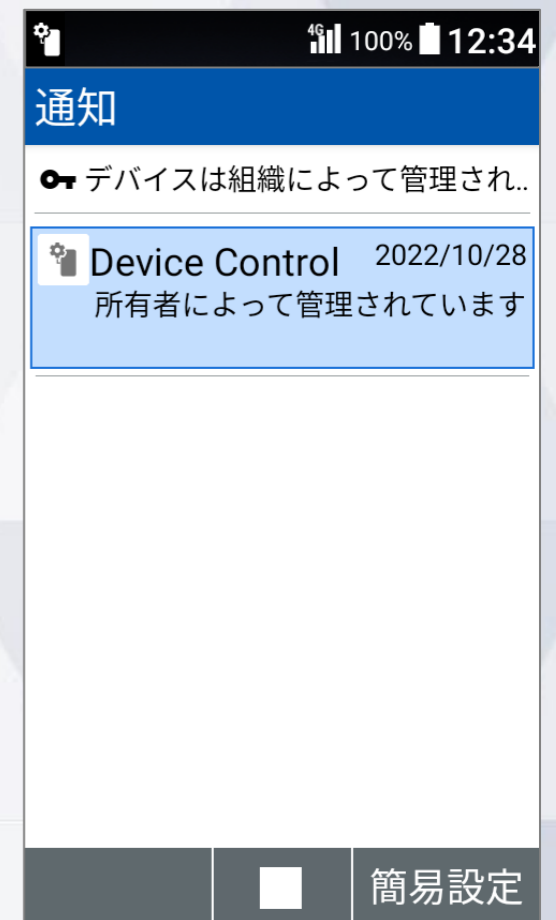 4G 100% 12:34
通知
デバイスは組織によって管理され..
Device Control 2022/10/28
所有者によって管理されています
簡易設定